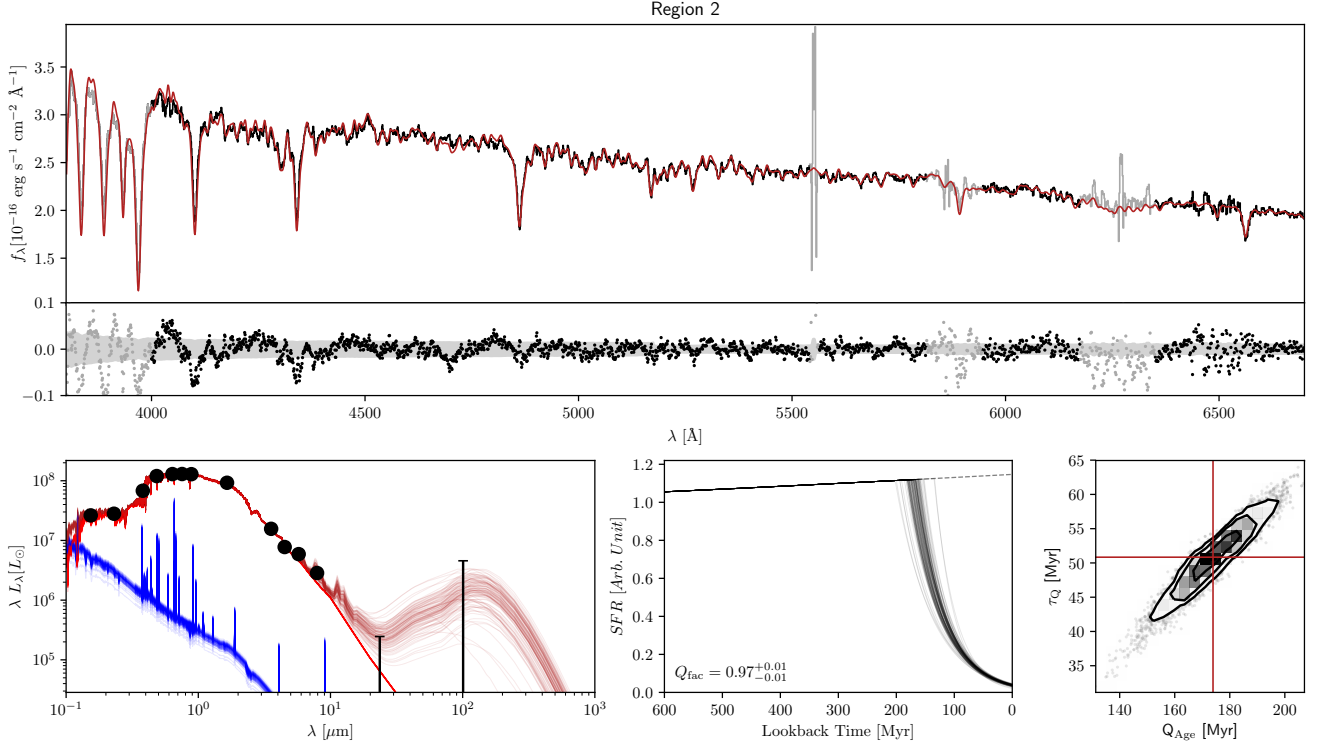 Region 2
f_λ[10^−16 erg s^−1 cm^−2 Å^−1]
3.5
3.0
2.5
2.0
1.5
0.1
0.0
−0.1
4000 4500 5000 5500 6000 6500
λ [Å]
λ L_λ[L_⊙]
10^8
10^7
10^6
10^5
10^−1 10^0 10^1 10^2 10^3
λ [μm]
SFR [Arb. Unit]
1.2
1.0
0.8
0.6
0.4
0.2
0.0
Q_fac = 0.97^+0.01_−0.01
600 500 400 300 200 100 0
Lookback Time [Myr]
τ_Q [Myr]
65
60
55
50
45
40
35
140 160 180 200
Q_Age [Myr]